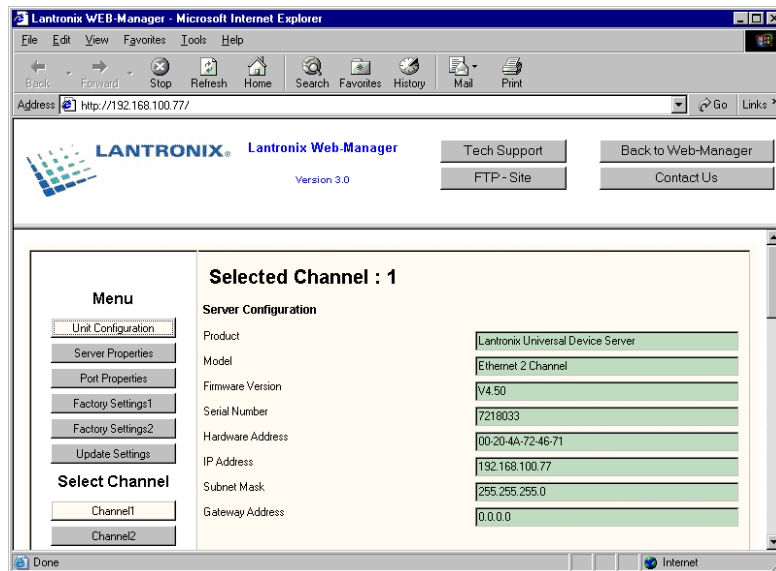 Lantronix WEB-Manager - Microsoft Internet Explorer
File Edit View Favorites Tools Help
Back Forward Stop Refresh Home Search Favorites History Mail Print
Address http://192.168.100.77/ Go Links
LANTRONIX® Lantronix Web-Manager Tech Support Back to Web-Manager
Version 3.0 FTP - Site Contact Us
Selected Channel : 1
Menu
Server Configuration
Unit Configuration
Product Lantronix Universal Device Server
Server Properties
Model Ethernet 2 Channel
Port Properties
Firmware Version V4.50
Factory Settings1
Serial Number 7218033
Factory Settings2
Hardware Address 00-20-4A-72-46-71
Update Settings
IP Address 192.168.100.77
Select Channel
Subnet Mask 255.255.255.0
Channel1
Gateway Address 0.0.0.0
Channel2
Done Internet